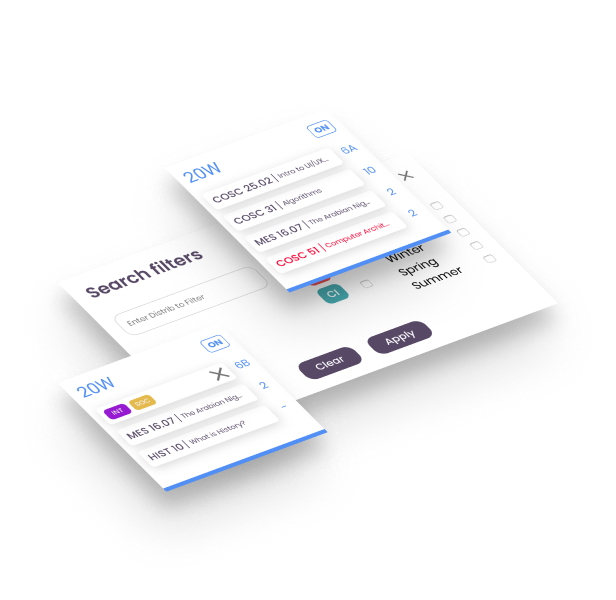 20W
ON
COSC 25.02 | Intro to UI/UX...
6A
COSC 31 | Algorithms
10
MES 16.07 | The Arabian Nig...
2
COSC 51 | Computer Archit...
2
Search filters
Enter Distrib to Filter
CI
Winter
Spring
Summer
Clear
Apply
20W
ON
INT
SOC
6B
MES 16.07 | The Arabian Nig...
2
HIST 10 | What is History?
-